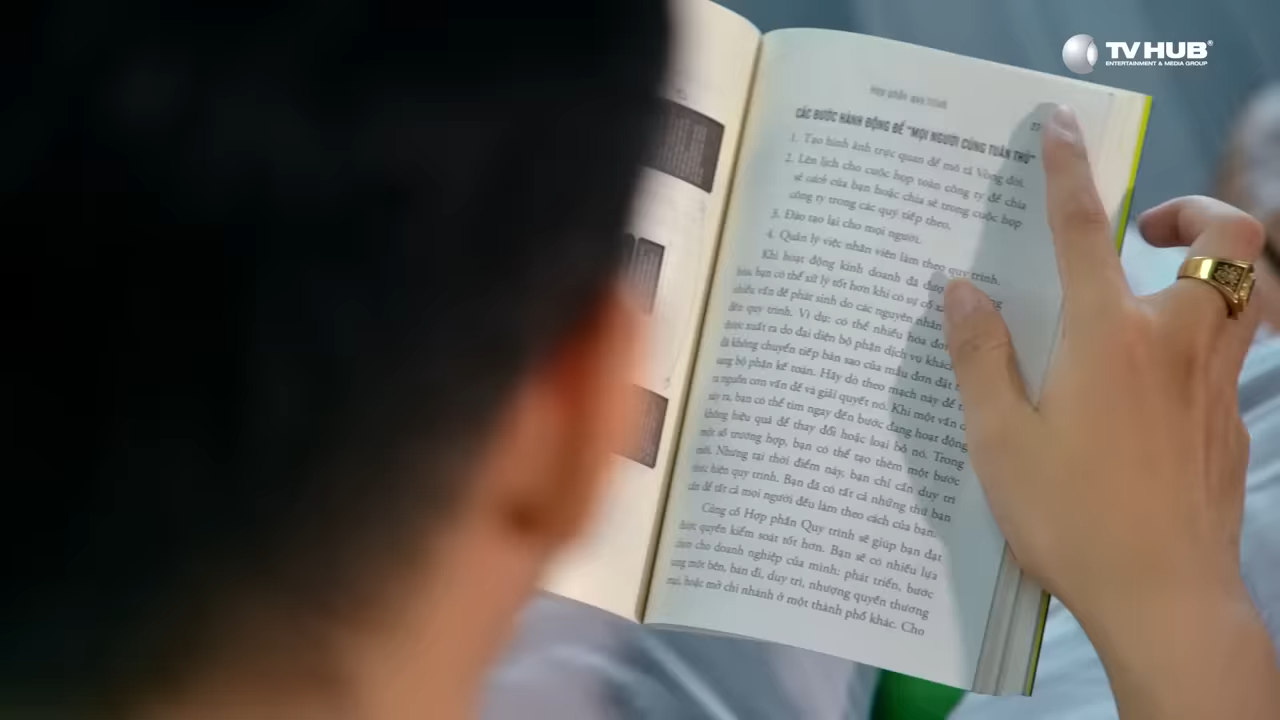 TV HUB®
ENTERTAINMENT & MEDIA GROUP
Hợp phần quy trình
CÁC BƯỚC HÀNH ĐỘNG ĐỂ "MỌI NGƯỜI CÙNG TUÂN THỦ"
1. Tạo hình ảnh trực quan để mô tả Vòng đời.
2. Lên lịch cho cuộc họp toàn công ty để chia
sẻ cách của bạn hoặc chia sẻ trong cuộc họp
công ty trong các quý tiếp theo.
3. Đào tạo lại cho mọi người.
4. Quản lý việc nhân viên làm theo quy trình.
Khi hoạt động kinh doanh đã được
hóa, bạn có thể xử lý tốt hơn khi có sự cố
nhiều vấn đề phát sinh do các nguyên nhân
đến quy trình. Ví dụ: có thể nhiều hóa đơn
được xuất ra do đại diện bộ phận dịch vụ khách
đã không chuyển tiếp bản sao của mẫu đơn đặt
sang bộ phận kế toán. Hãy dò theo mạch này để
ra nguồn cơn vấn đề và giải quyết nó. Khi một vấn
xảy ra, bạn có thể tìm ngay đến bước đang hoạt động
không hiệu quả để thay đổi hoặc loại bỏ nó. Trong
một số trường hợp, bạn có thể tạo thêm một bước
mới. Nhưng tại thời điểm này, bạn chỉ cần duy trì
thực hiện quy trình. Bạn đã có tất cả những thứ bạn
cần để tất cả mọi người đều làm theo cách của bạn.
Củng cố Hợp phần Quy trình sẽ giúp bạn đạt
được quyền kiểm soát tốt hơn. Bạn sẽ có nhiều lựa
chọn cho doanh nghiệp của mình: phát triển, bước
sang một bên, bán đi, duy trì, nhượng quyền thương
mại, hoặc mở chi nhánh ở một thành phố khác. Cho